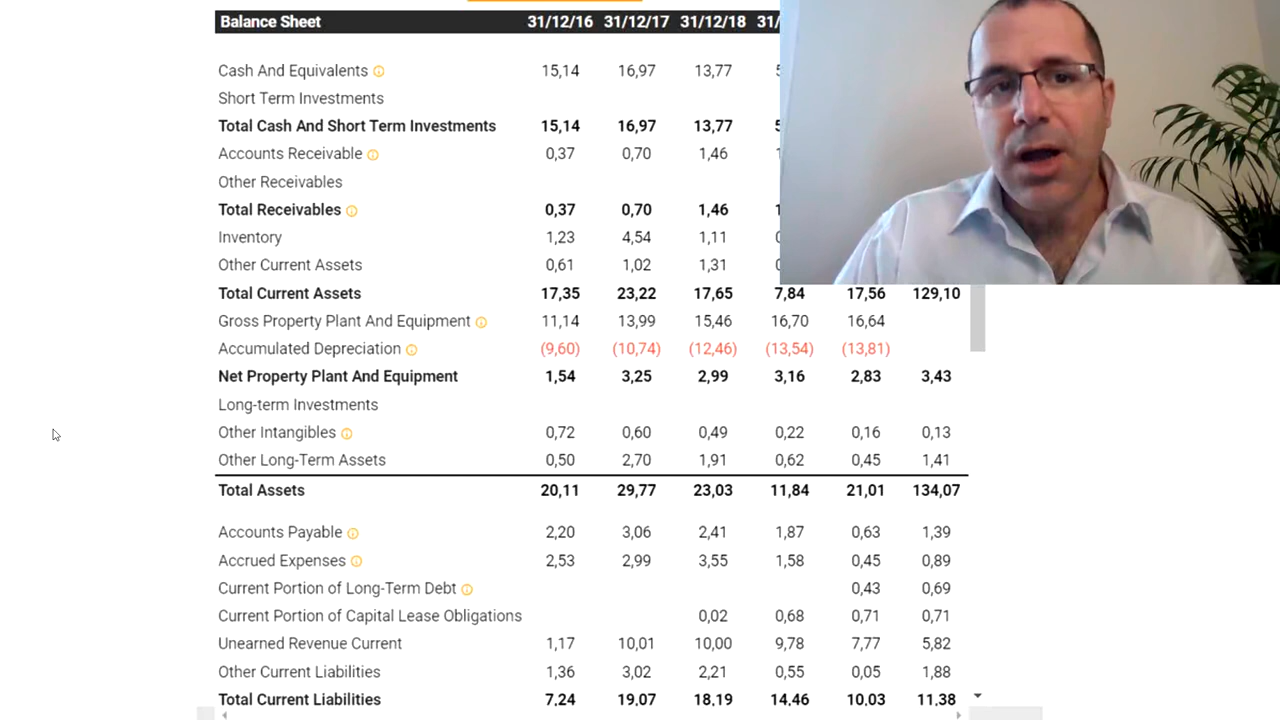 Balance Sheet 31/12/16 31/12/17 31/12/18 31/
Cash And Equivalents 15,14 16,97 13,77
Short Term Investments
Total Cash And Short Term Investments 15,14 16,97 13,77
Accounts Receivable 0,37 0,70 1,46
Other Receivables
Total Receivables 0,37 0,70 1,46
Inventory 1,23 4,54 1,11
Other Current Assets 0,61 1,02 1,31
Total Current Assets 17,35 23,22 17,65 7,84 17,56 129,10
Gross Property Plant And Equipment 11,14 13,99 15,46 16,70 16,64
Accumulated Depreciation (9,60) (10,74) (12,46) (13,54) (13,81)
Net Property Plant And Equipment 1,54 3,25 2,99 3,16 2,83 3,43
Long-term Investments
Other Intangibles 0,72 0,60 0,49 0,22 0,16 0,13
Other Long-Term Assets 0,50 2,70 1,91 0,62 0,45 1,41
Total Assets 20,11 29,77 23,03 11,84 21,01 134,07
Accounts Payable 2,20 3,06 2,41 1,87 0,63 1,39
Accrued Expenses 2,53 2,99 3,55 1,58 0,45 0,89
Current Portion of Long-Term Debt 0,43 0,69
Current Portion of Capital Lease Obligations 0,02 0,68 0,71 0,71
Unearned Revenue Current 1,17 10,01 10,00 9,78 7,77 5,82
Other Current Liabilities 1,36 3,02 2,21 0,55 0,05 1,88
Total Current Liabilities 7,24 19,07 18,19 14,46 10,03 11,38